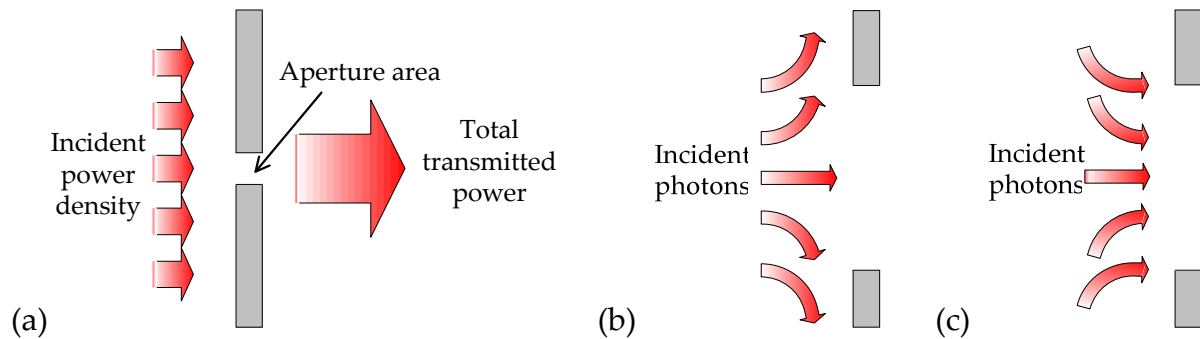 Aperture area
Incident
power
density
Total
transmitted
power
(a)
Incident
photons
(b)
Incident
photons
(c)